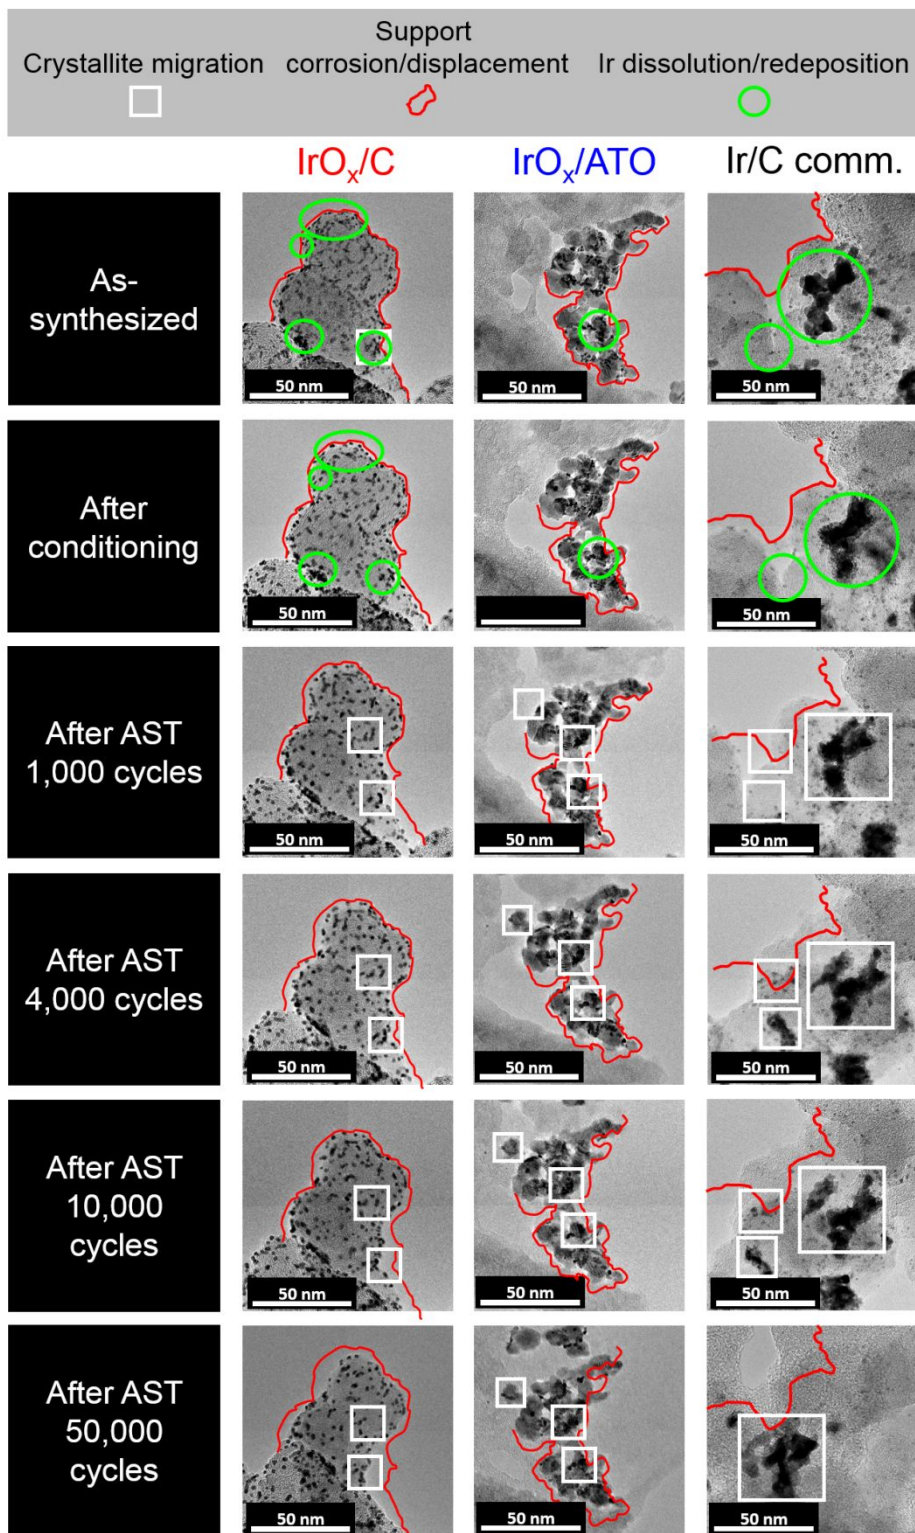 Support
Crystallite migration corrosion/displacement Ir dissolution/redeposition
IrOx/C IrOx/ATO Ir/C comm.
As-
synthesized
50 nm 50 nm 50 nm
After
conditioning
50 nm 50 nm
After AST
1,000 cycles
50 nm 50 nm 50 nm
After AST
4,000 cycles
50 nm 50 nm 50 nm
After AST
10,000
cycles
50 nm 50 nm 50 nm
After AST
50,000
cycles
50 nm 50 nm 50 nm